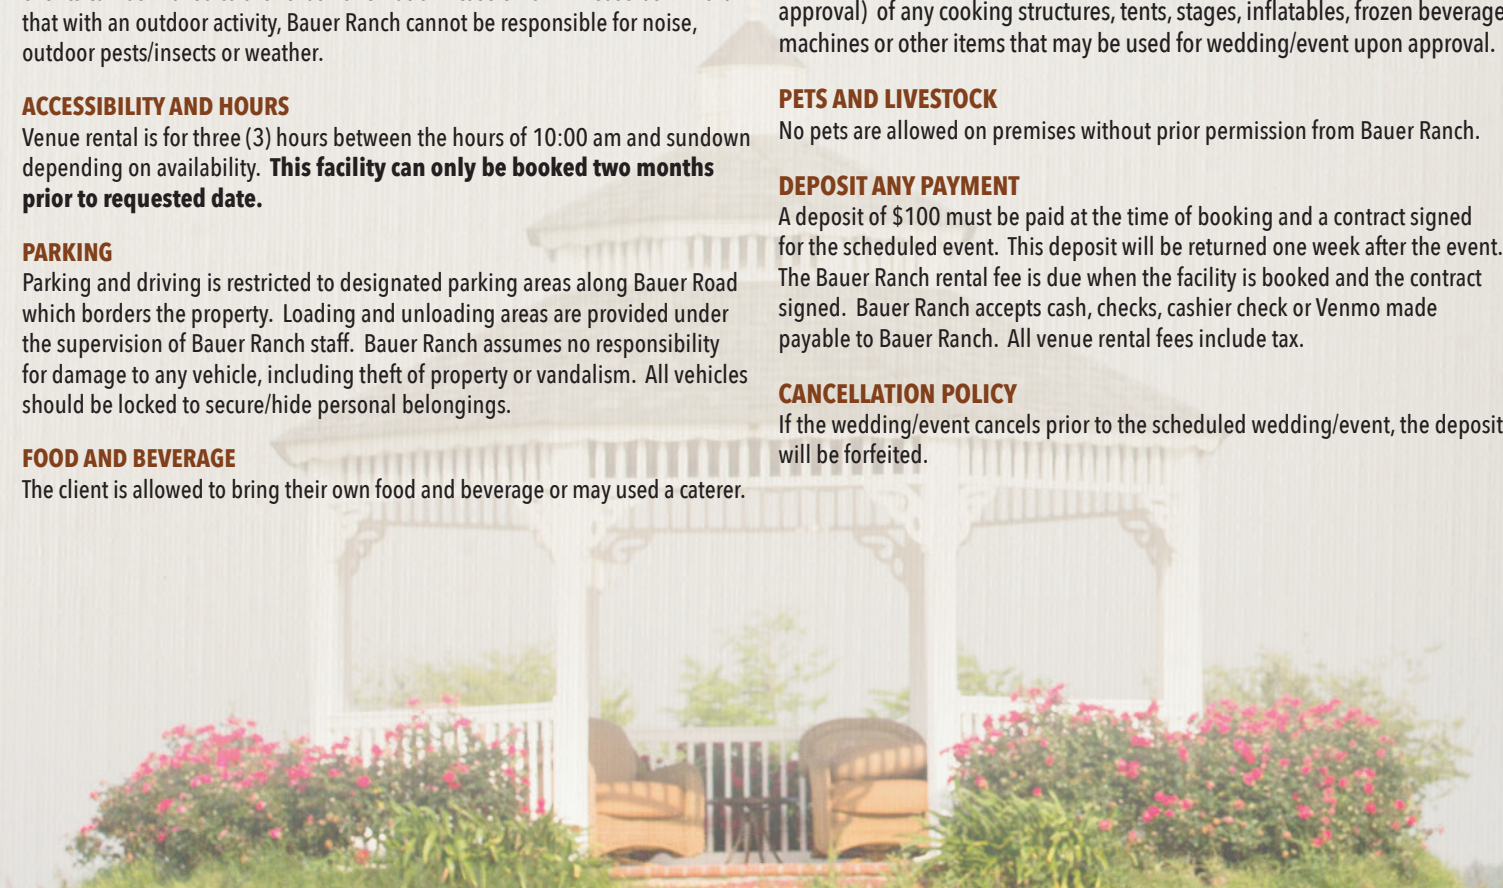 that with an outdoor activity, Bauer Ranch cannot be responsible for noise,
outdoor pests/insects or weather.
ACCESSIBILITY AND HOURS
Venue rental is for three (3) hours between the hours of 10:00 am and sundown
depending on availability.  This facility can only be booked two months
prior to requested date.
PARKING
Parking and driving is restricted to designated parking areas along Bauer Road
which borders the property.  Loading and unloading areas are provided under
the supervision of Bauer Ranch staff.  Bauer Ranch assumes no responsibility
for damage to any vehicle, including theft of property or vandalism.  All vehicles
should be locked to secure/hide personal belongings.
FOOD AND BEVERAGE
The client is allowed to bring their own food and beverage or may used a caterer.
approval)  of any cooking structures, tents, stages, inflatables, frozen beverage
machines or other items that may be used for wedding/event upon approval.
PETS AND LIVESTOCK
No pets are allowed on premises without prior permission from Bauer Ranch.
DEPOSIT ANY PAYMENT
A deposit of $100 must be paid at the time of booking and a contract signed
for the scheduled event.  This deposit will be returned one week after the event.
The Bauer Ranch rental fee is due when the facility is booked and the contract
signed.  Bauer Ranch accepts cash, checks, cashier check or Venmo made
payable to Bauer Ranch.  All venue rental fees include tax.
CANCELLATION POLICY
If the wedding/event cancels prior to the scheduled wedding/event, the deposit
will be forfeited.